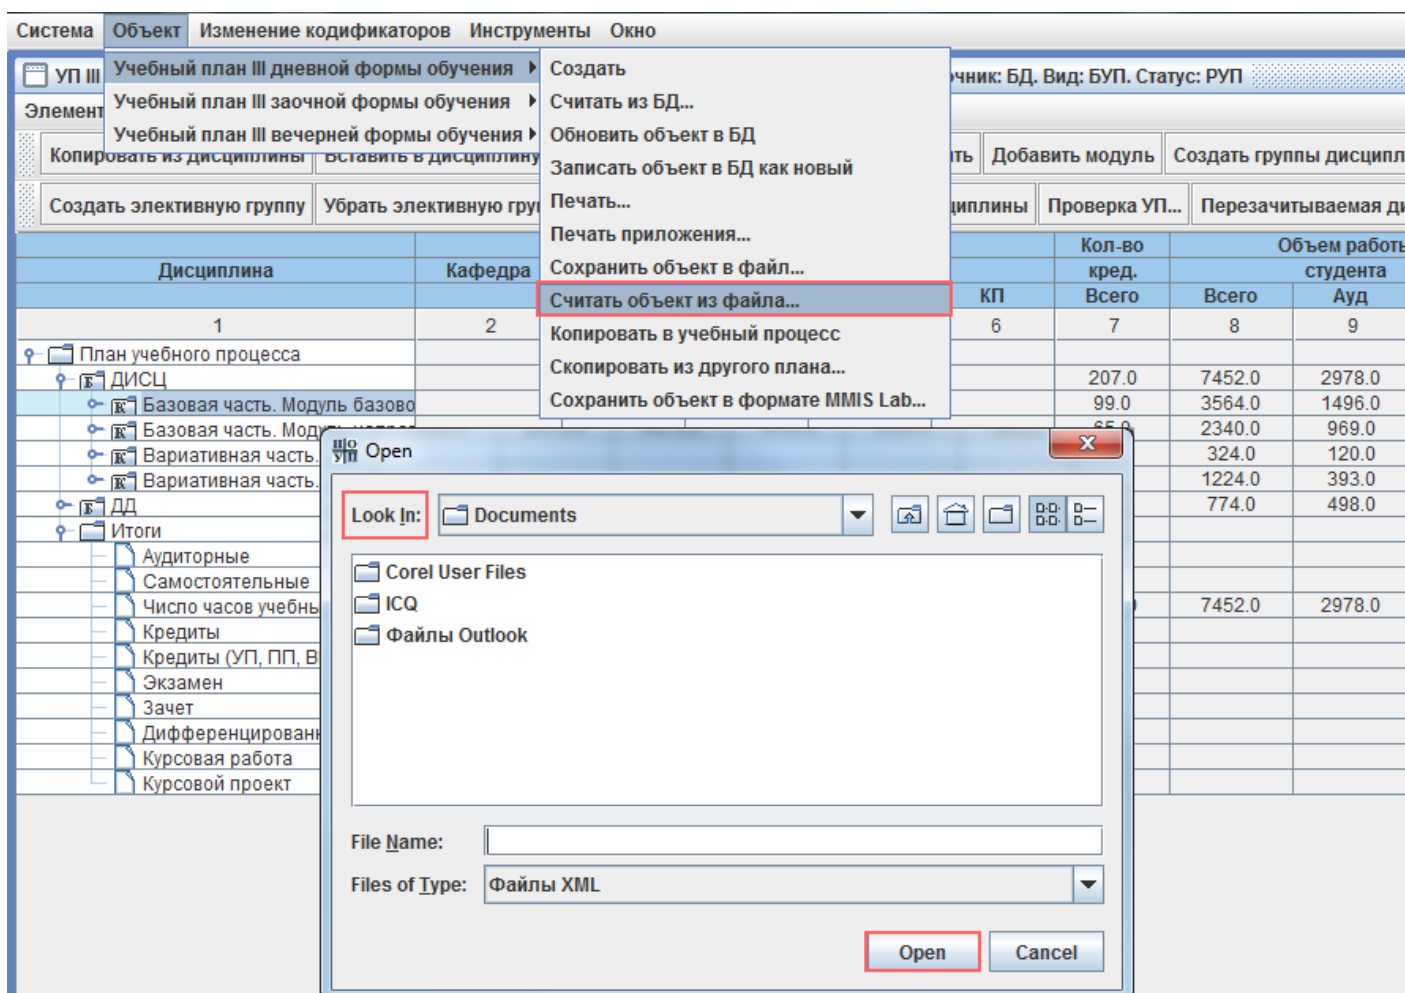 Система Объект Изменение кодификаторов Инструменты Окно
Учебный план III дневной формы обучения
Учебный план III заочной формы обучения
Учебный план III вечерней формы обучения
Создать
Считать из БД...
Обновить объект в БД
Записать объект в БД как новый
Печать...
Печать приложения...
Сохранить объект в файл...
Считать объект из файла...
Копировать в учебный процесс
Скопировать из другого плана...
Сохранить объект в формате MMIS Lab...
УП III
БД. Вид: БУП. Статус: РУП
Элемент
Копировать из дисциплины Вставить в дисциплину Добавить модуль Создать группы
Создать элективную группу Убрать элективную Проверка УП... Перезачитываемая
Дисциплина Кафедра КП Кол-во кред. Всего Объем работы студента Всего Ауд
1 2 6 7 8 9
План учебного процесса
ДИСЦ 207.0 7452.0 2978.0
Базовая часть. Модуль базово 99.0 3564.0 1496.0
Базовая часть. 2340.0 969.0
Вариативная часть. 324.0 120.0
Вариативная часть. 1224.0 393.0
ДД 774.0 498.0
Итоги
Аудиторные
Самостоятельные
Число часов учебны 7452.0 2978.0
Кредиты
Кредиты (УП, ПП, В
Экзамен
Зачет
Дифференцирован
Курсовая работа
Курсовой проект
Open
Look In: Documents
Corel User Files
ICQ
Файлы Outlook
File Name:
Files of Type: Файлы XML
Open Cancel